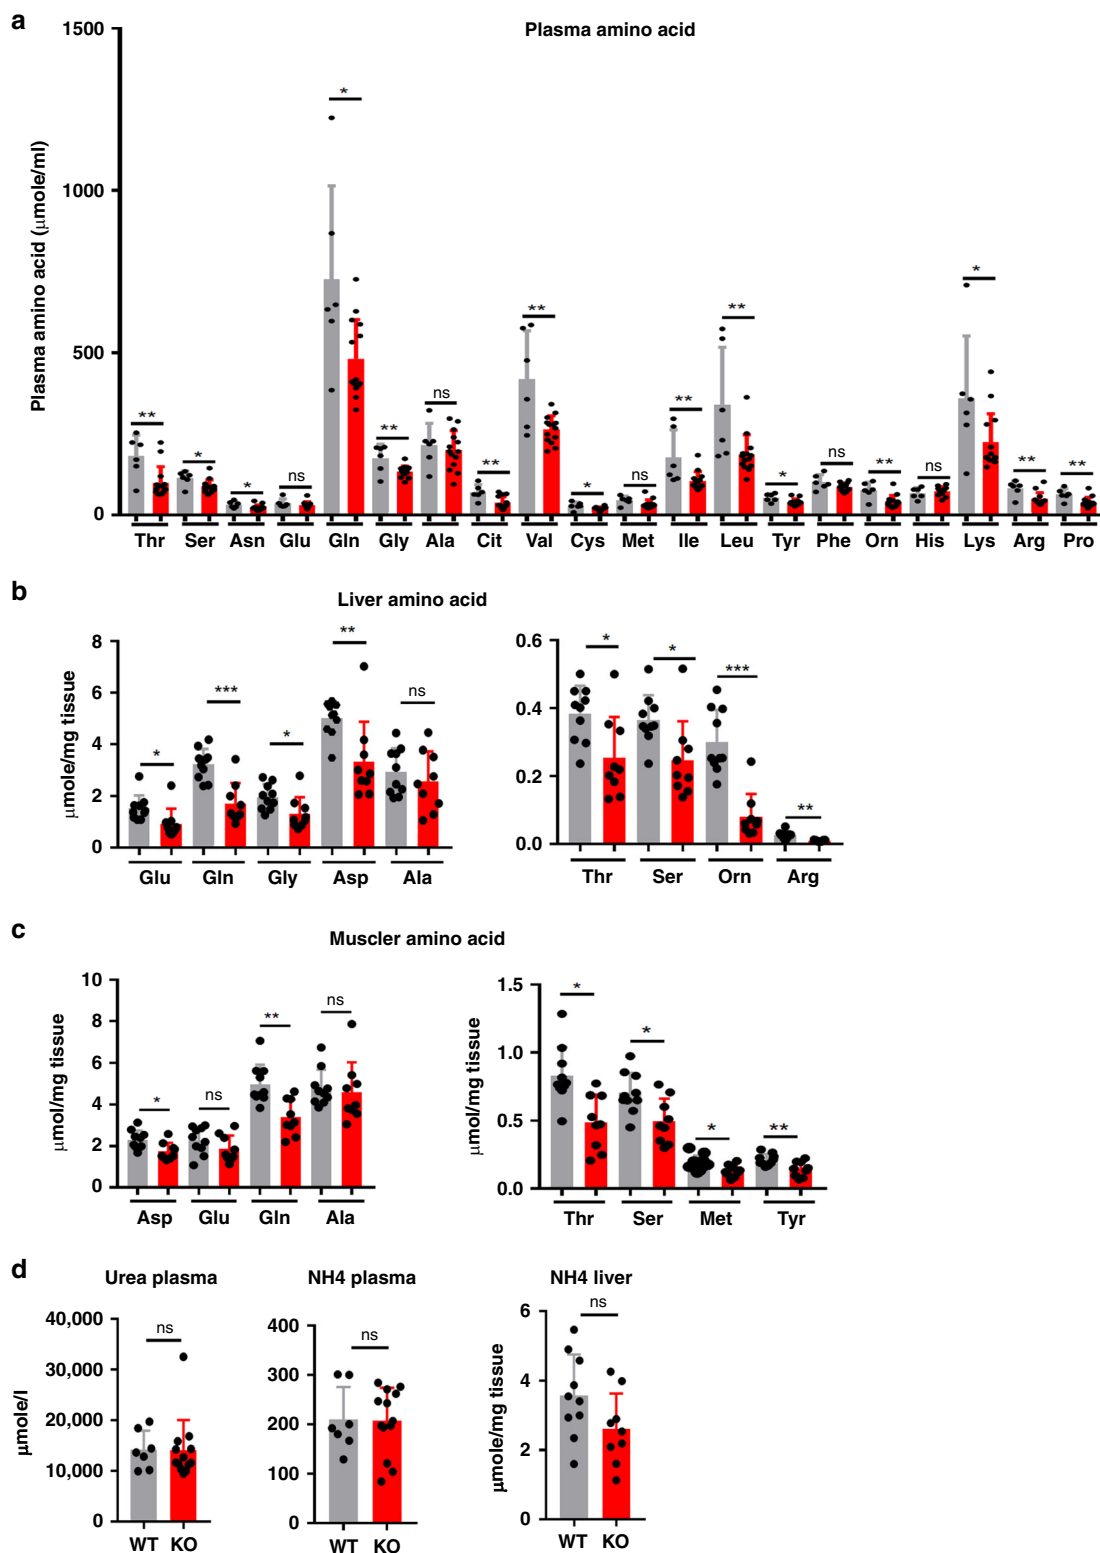 a
Plasma amino acid
Plasma amino acid (μmole/ml)
1500
1000
500
0
** * ns * * ** ns ** ** * ns ** ** * ns ** ns * ** **
Thr Ser Asn Glu Gln Gly Ala Cit Val Cys Met Ile Leu Tyr Phe Orn His Lys Arg Pro
b
Liver amino acid
μmole/mg tissue
8
6
4
2
0
* *** * ** ns
Glu Gln Gly Asp Ala
0.6
0.4
0.2
0.0
* * *** **
Thr Ser Orn Arg
c
Muscler amino acid
μmol/mg tissue
10
8
6
4
2
0
* ns ** ns
Asp Glu Gln Ala
μmol/mg tissue
1.5
1.0
0.5
0.0
* * * **
Thr Ser Met Tyr
d
Urea plasma
μmole/l
40,000
30,000
20,000
10,000
0
ns
WT KO
NH4 plasma
400
300
200
100
0
ns
WT KO
NH4 liver
μmole/mg tissue
6
4
2
0
ns
WT KO